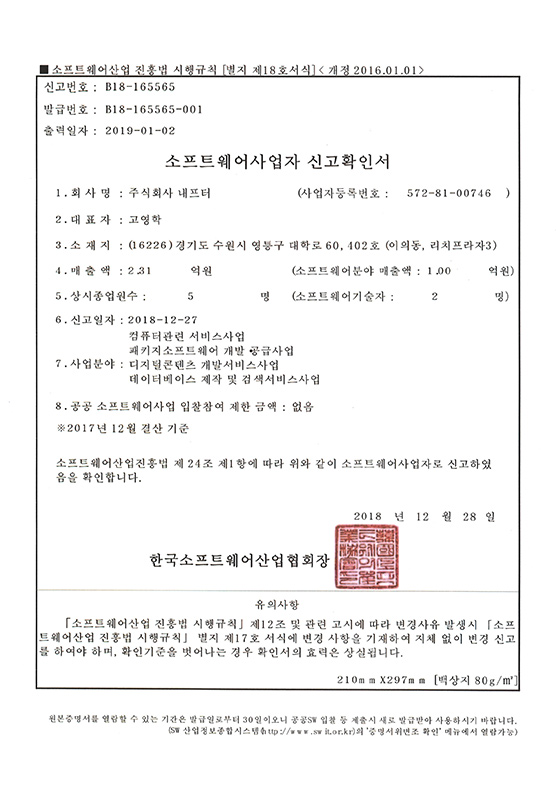 ■ 소프트웨어산업 진흥법 시행규칙 [별지 제18호서식] < 개정 2016.01.01>
신고번호 : B18-165565
발급번호 : B18-165565-001
출력일자 : 2019-01-02
소프트웨어사업자 신고확인서
1. 회 사 명 : 주식회사 내프터 (사업자등록번호 : 572-81-00746 )
2. 대 표 자 : 고영학
3. 소 재 지 : (16226) 경기도 수원시 영통구 대학로 60, 402호 (이의동, 리치프라자3)
4. 매 출 액 : 2.31 억원 (소프트웨어분야 매출액 : 1.00 억원)
5. 상시종업원수 : 5 명 (소프트웨어기술자 : 2 명)
6. 신고일자 : 2018-12-27
컴퓨터관련 서비스사업
패키지소프트웨어 개발 공급사업
7. 사업분야 : 디지털콘텐츠 개발서비스사업
데이터베이스 제작 및 검색서비스사업
8. 공공 소프트웨어사업 입찰참여 제한 금액 : 없음
※2017년 12월 결산 기준
소프트웨어산업진흥법 제 24조 제1항에 따라 위와 같이 소프트웨어사업자로 신고하였
음을 확인합니다.
2018 년 12 월 28 일
한국소프트웨어산업협회장
유의사항
「소프트웨어산업 진흥법 시행규칙」 제12조 및 관련 고시에 따라 변경사유 발생시 「소프
트웨어산업 진흥법 시행규칙」 별지 제17호 서식에 변경 사항을 기재하여 지체 없이 변경 신고
를 하여야 하며, 확인기준을 벗어나는 경우 확인서의 효력은 상실됩니다.
210mm X297mm [백상지 80g/㎡]
원본증명서를 열람할 수 있는 기간은 발급일로부터 30일이오니 공공SW 입찰 등 제출시 새로 발급받아 사용하시기 바랍니다.
(SW 산업정보종합시스템(http://www.swit.or.kr)의 '증명서위변조 확인' 메뉴에서 열람가능)